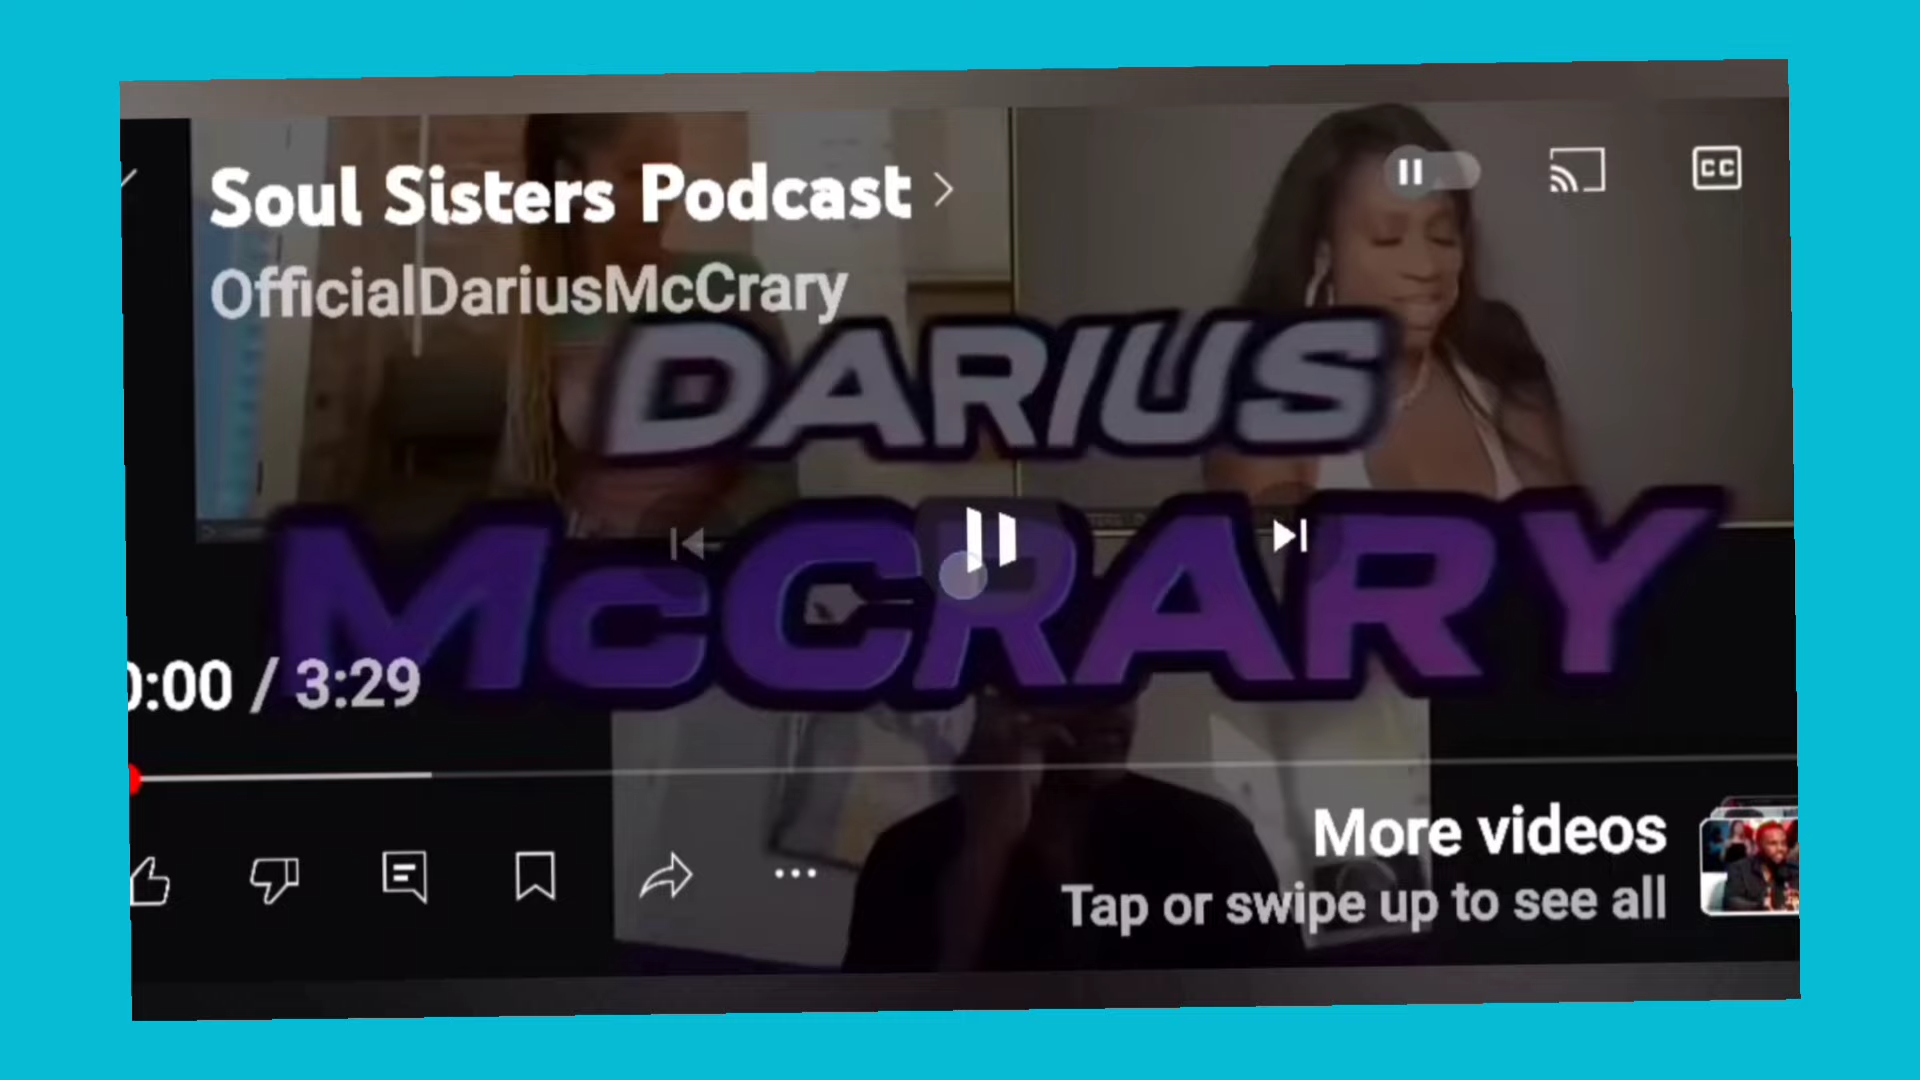 Soul Sisters Podcast
OfficialDariusMcCrary
CC
DARIUS
McCRARY
0:00 / 3:29
More videos
Tap or swipe up to see all